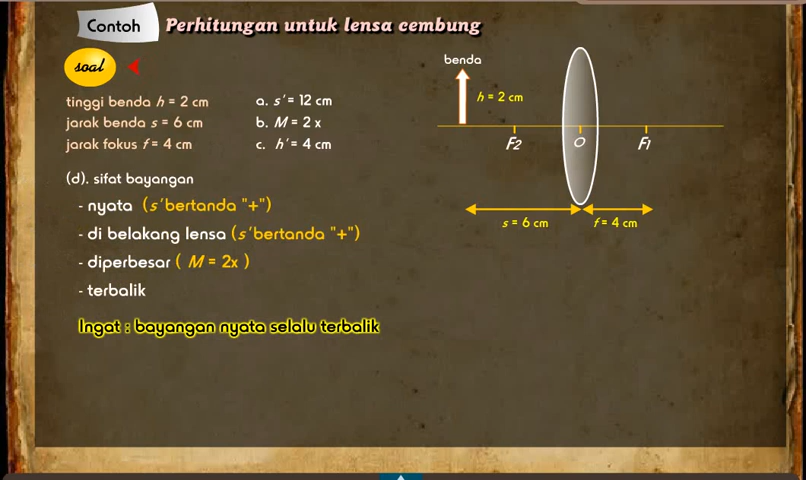 Contoh Perhitungan untuk lensa cembung
soal
tinggi benda h = 2 cm
jarak benda s = 6 cm
jarak fokus f = 4 cm
a. s' = 12 cm
b. M = 2 x
c. h' = 4 cm
(d). sifat bayangan
- nyata (s' bertanda "+")
- di belakang lensa (s' bertanda "+")
- diperbesar ( M = 2x )
- terbalik
Ingat : bayangan nyata selalu terbalik
benda
h = 2 cm
F2 O F1
s = 6 cm f = 4 cm